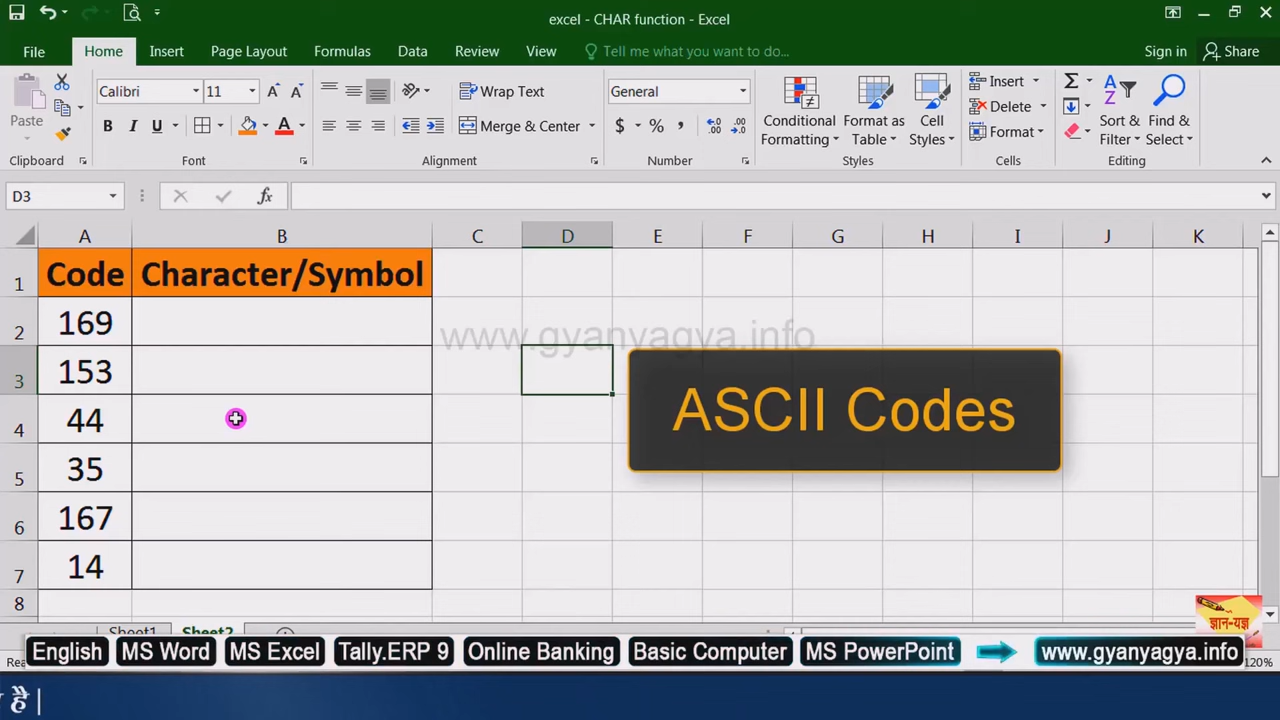 excel - CHAR function - Excel
File Home Insert Page Layout Formulas Data Review View Tell me what you want to do... Sign in Share
Paste
Calibri 11
B I U A
Wrap Text
Merge & Center
General
$ % ,
Conditional Formatting
Format as Table
Cell Styles
Insert
Delete
Format
Sort & Filter
Find & Select
Clipboard Font Alignment Number Styles Cells Editing
D3 fx
A B C D E F G H I J K
1 Code Character/Symbol
2 169
www.gyanyagya.info
3 153
ASCII Codes
4 44
5 35
6 167
7 14
8
ज्ञान-यज्ञ
Sheet1 Sheet2
English MS Word MS Excel Tally.ERP 9 Online Banking Basic Computer MS PowerPoint www.gyanyagya.info
120%
है |